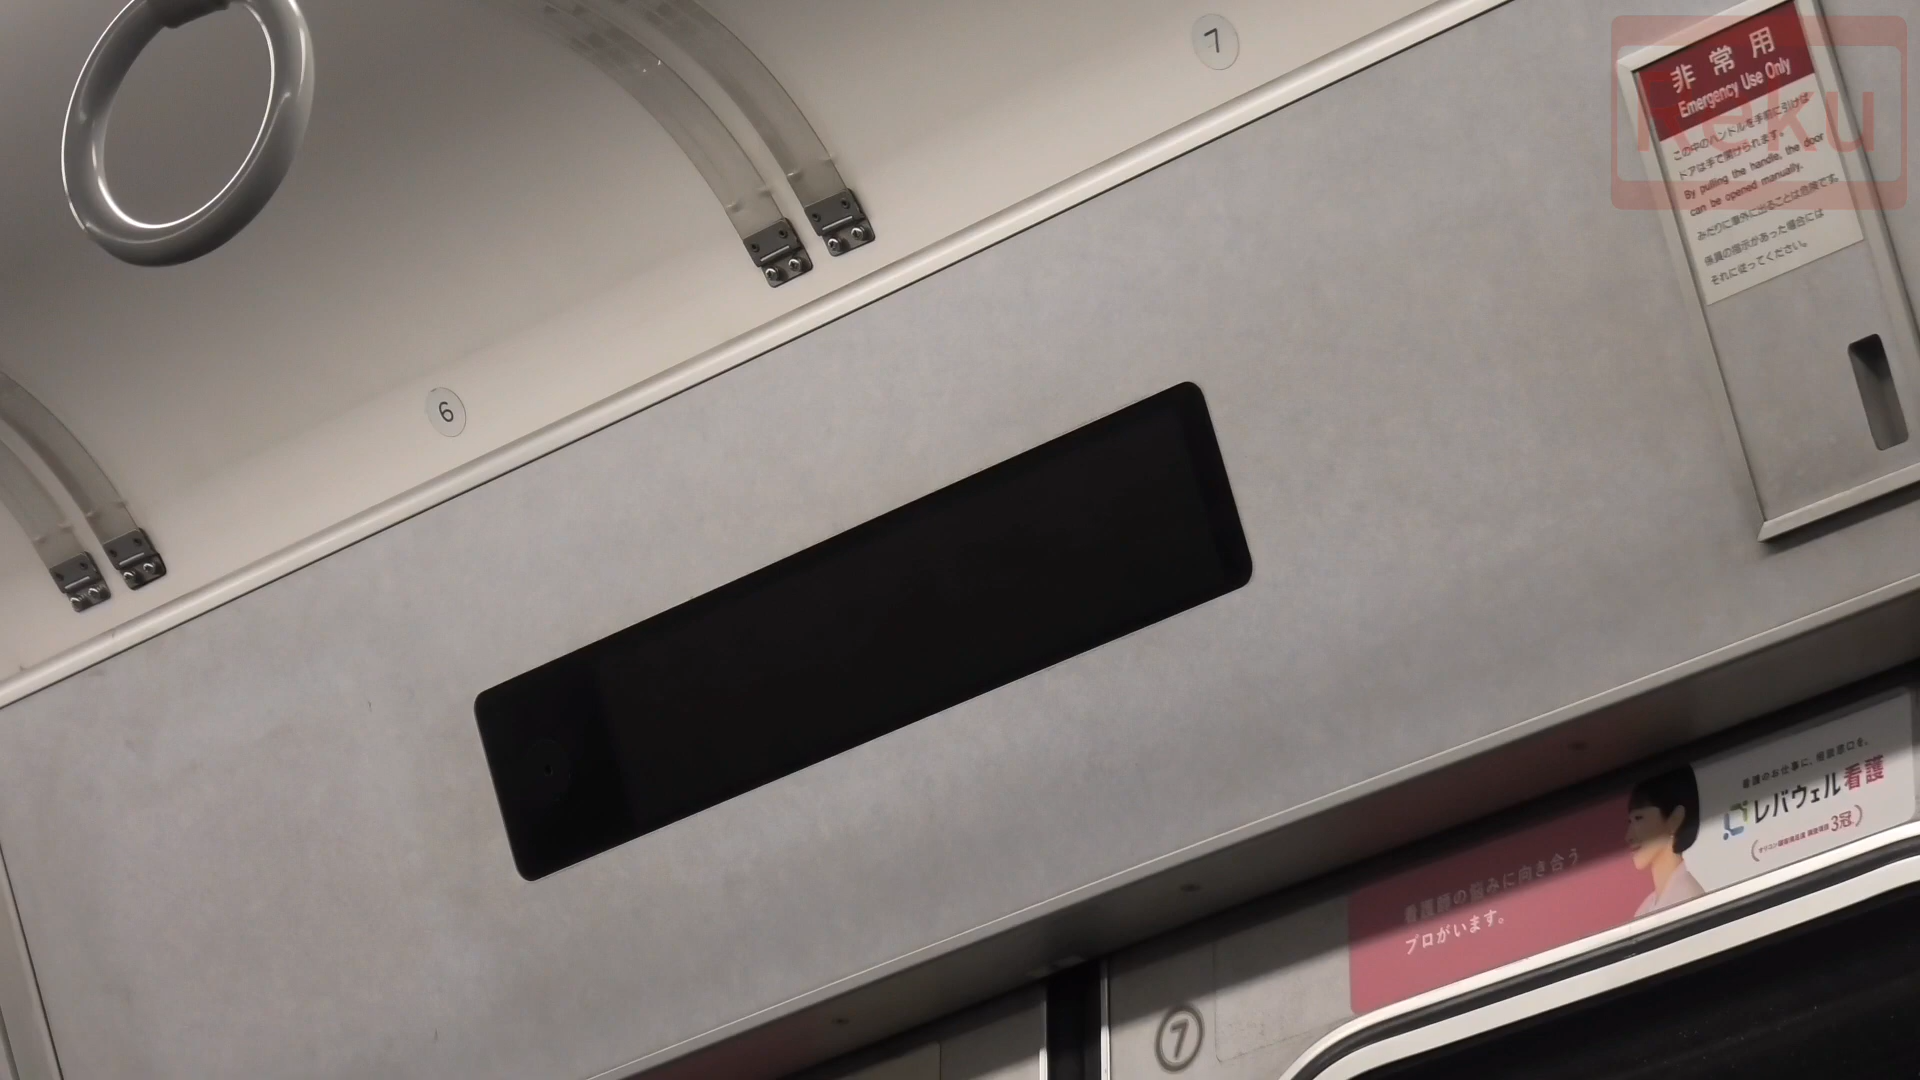 7
6
非常用
Emergency Use Only
この中のハンドルを手前に引けば
ドアは手で開けられます。
By pulling the handle, the door
can be opened manually.
みだりに車外に出ることは危険です。
係員の指示があった場合には
それに従ってください。
Reku
看護のお仕事に、相談窓口を。
レバウェル看護
3冠
看護師の悩みに向き合う
プロがいます。
7